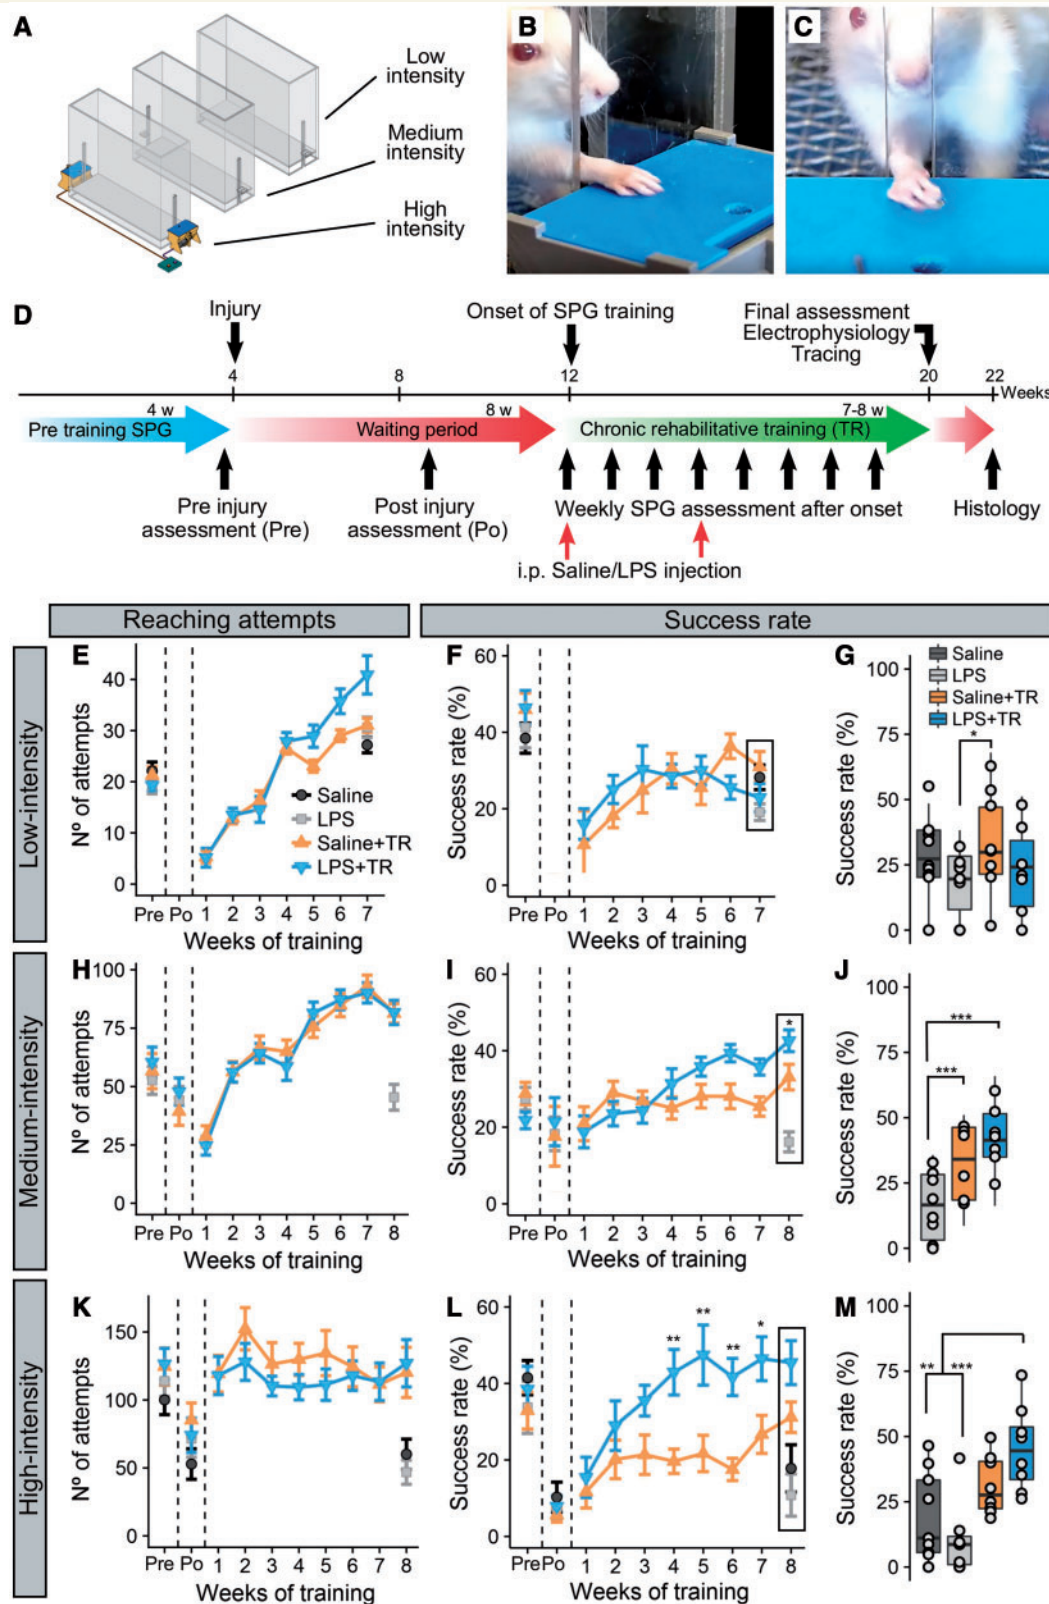 A
Low
intensity
Medium
intensity
High
intensity
B
C
D
Injury
Onset of SPG training
Final assessment
Electrophysiology
Tracing
4
8
12
20
22
Weeks
4 w
8 w
7-8 w
Pre training SPG
Waiting period
Chronic rehabilitative training (TR)
Pre injury
assessment (Pre)
Post injury
assessment (Po)
Weekly SPG assessment after onset
Histology
i.p. Saline/LPS injection
Reaching attempts
Success rate
Low-intensity
E
Nº of attempts
40
30
20
10
0
Saline
LPS
Saline+TR
LPS+TR
Pre Po 1 2 3 4 5 6 7
Weeks of training
F
Success rate (%)
60
40
20
0
Pre Po 1 2 3 4 5 6 7
Weeks of training
G
Saline
LPS
Saline+TR
LPS+TR
Success rate (%)
100
50
25
0
*
Medium-intensity
H
Nº of attempts
100
75
50
25
0
Pre Po 1 2 3 4 5 6 7 8
Weeks of training
I
Success rate (%)
60
40
20
0
*
Pre Po 1 2 3 4 5 6 7 8
Weeks of training
J
Success rate (%)
100
75
50
25
0
***
***
High-intensity
K
Nº of attempts
150
100
50
0
Pre Po 1 2 3 4 5 6 7 8
Weeks of training
L
Success rate (%)
60
40
20
0
** ** ** *
Pre Po 1 2 3 4 5 6 7 8
Weeks of training
M
Success rate (%)
100
75
50
25
0
** ***